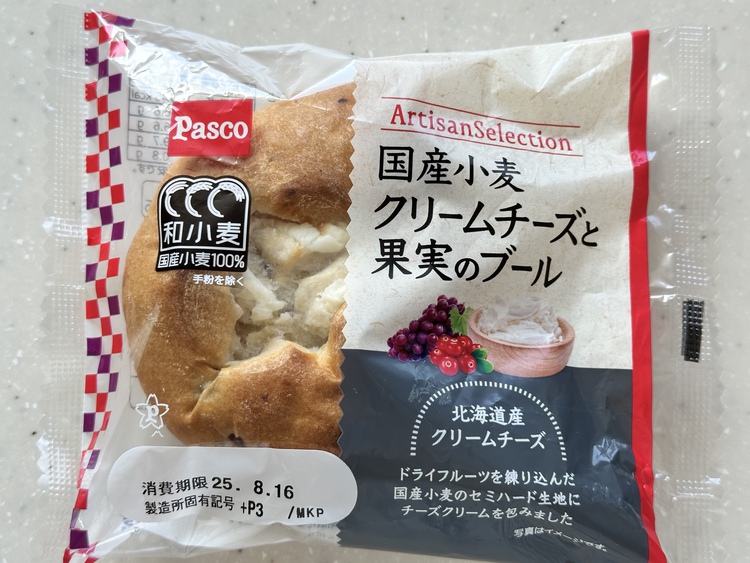 Pasco
和小麦
国産小麦100%
手粉を除く
ArtisanSelection
国産小麦
クリームチーズと
果実のブール
北海道産
クリームチーズ
ドライフルーツを練り込んだ
国産小麦のセミハード生地に
チーズクリームを包みました
写真はイメージです。
消費期限 25. 8.16
製造所固有記号 +P3 /MKP